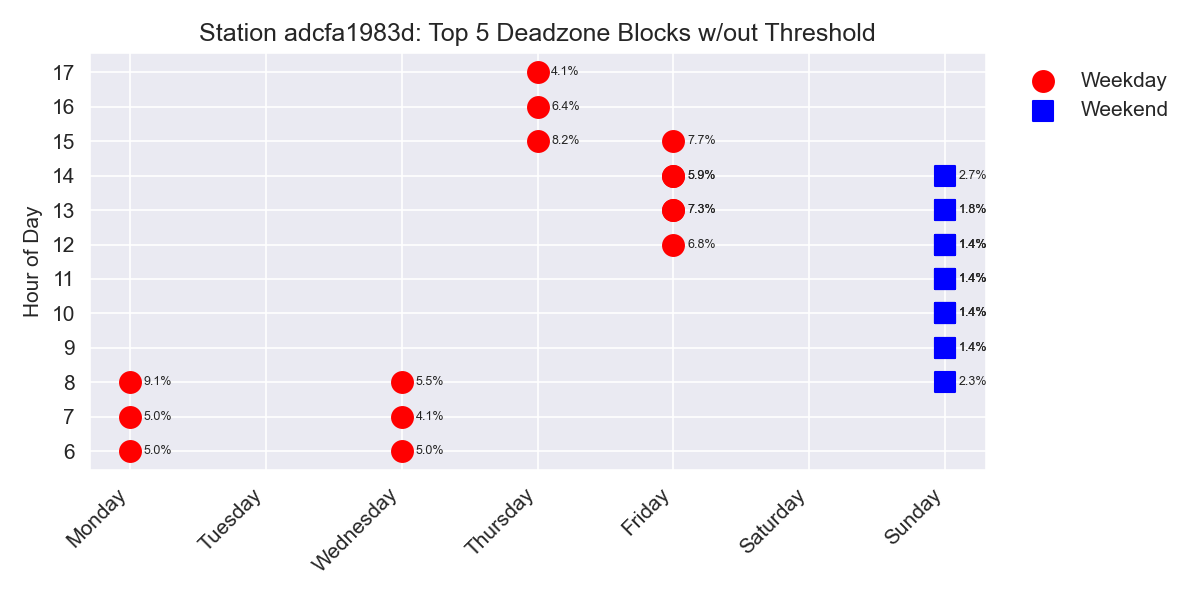 Station adcfa1983d: Top 5 Deadzone Blocks w/out Threshold
Weekday
Weekend
Hour of Day
17
4.1%
16
6.4%
15
8.2%
7.7%
14
5.9%
2.7%
13
7.3%
1.8%
12
6.8%
1.4%
11
1.4%
10
1.4%
9
1.4%
8
9.1%
5.5%
2.3%
7
5.0%
4.1%
6
5.0%
5.0%
Monday
Tuesday
Wednesday
Thursday
Friday
Saturday
Sunday